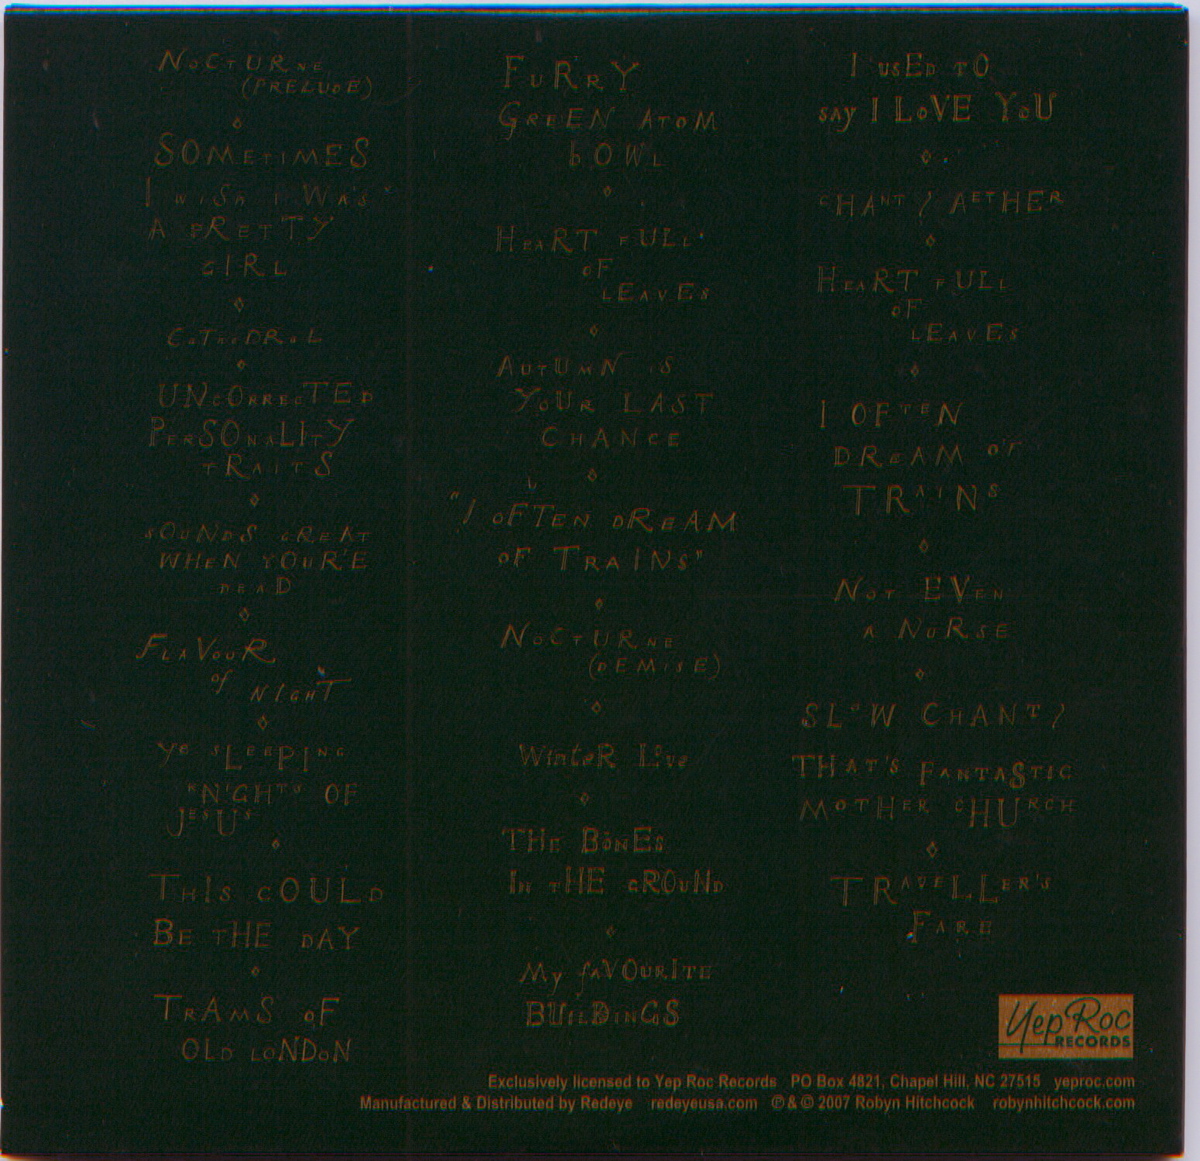 NOCTURNE
(PRELUDE)
SOMETIMES
I WISH I WAS
A PRETTY
GIRL
CATHEDRAL
UNCORRECTED
PERSONALITY
TRAITS
SOUNDS GREAT
WHEN YOUR'E
DEAD
FLAVOUR
of NIGHT
YE SLEEPING
KNIGHTS OF
JESUS
THIS COULD
BE THE DAY
TRAMS OF
OLD LONDON
FURRY
GREEN ATOM
bOWL
HEART FULL
OF
LEAVES
AUTUMN IS
YOUR LAST
CHANCE
"I OFTEN DREAM
OF TRAINS"
NOCTURNE
(DEMISE)
Winter Love
THE BONES
IN THE GROUND
My fAVOURITE
BUILDINGS
I USED TO
SAY I LOVE YOU
CHANT / AETHER
HEART FULL
OF
LEAVES
I OFTEN
DREAM OF
TRAINS
NOT EVEN
A NURSE
SLOW CHANT /
THAT'S FANTASTIC
MOTHER CHURCH
TRAVELLER'S
FARE
Yep Roc
RECORDS
Exclusively licensed to Yep Roc Records PO Box 4821, Chapel Hill, NC 27515 yeproc.com
Manufactured & Distributed by Redeye redeyeusa.com ℗ & © 2007 Robyn Hitchcock robynhitchcock.com